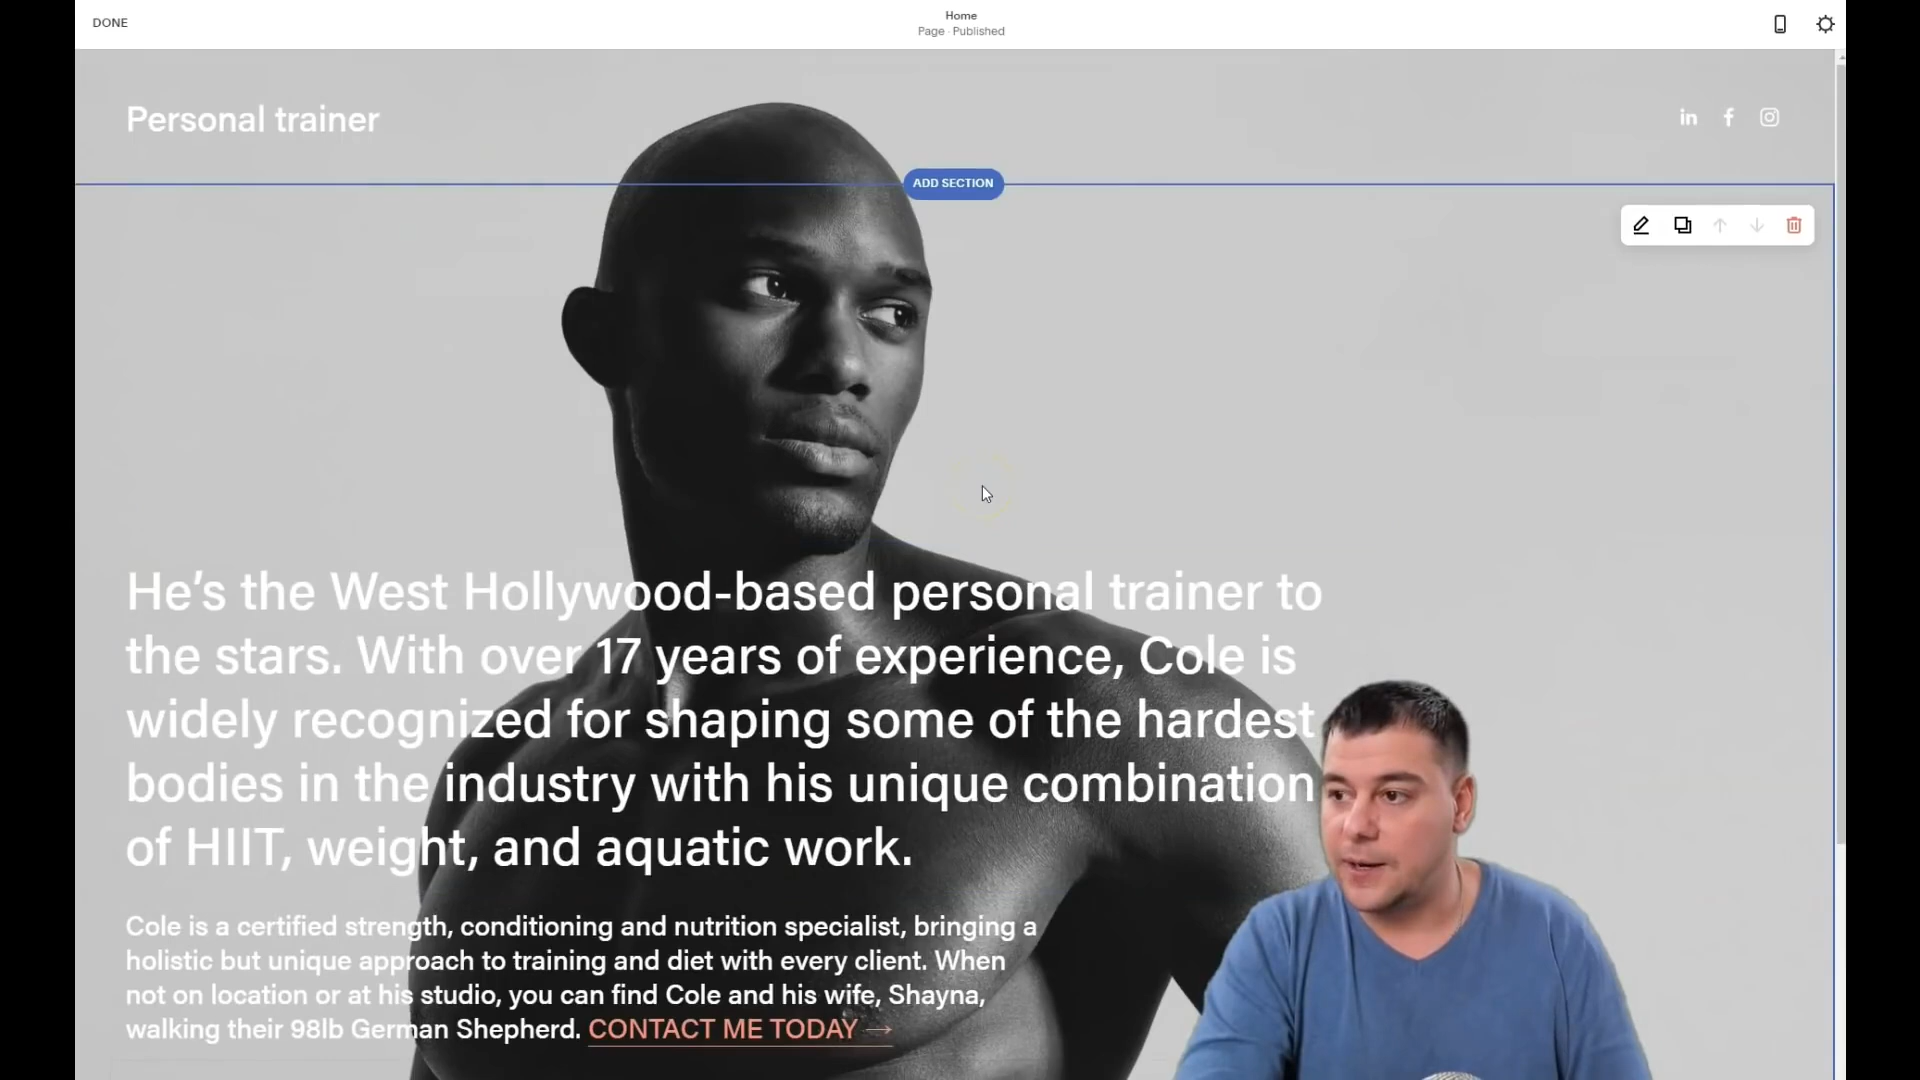 DONE
Home
Page · Published
Personal trainer
in f
ADD SECTION
He’s the West Hollywood-based personal trainer to
the stars. With over 17 years of experience, Cole is
widely recognized for shaping some of the hardest
bodies in the industry with his unique combination
of HIIT, weight, and aquatic work.
Cole is a certified strength, conditioning and nutrition specialist, bringing a
holistic but unique approach to training and diet with every client. When
not on location or at his studio, you can find Cole and his wife, Shayna,
walking their 98lb German Shepherd. CONTACT ME TODAY →